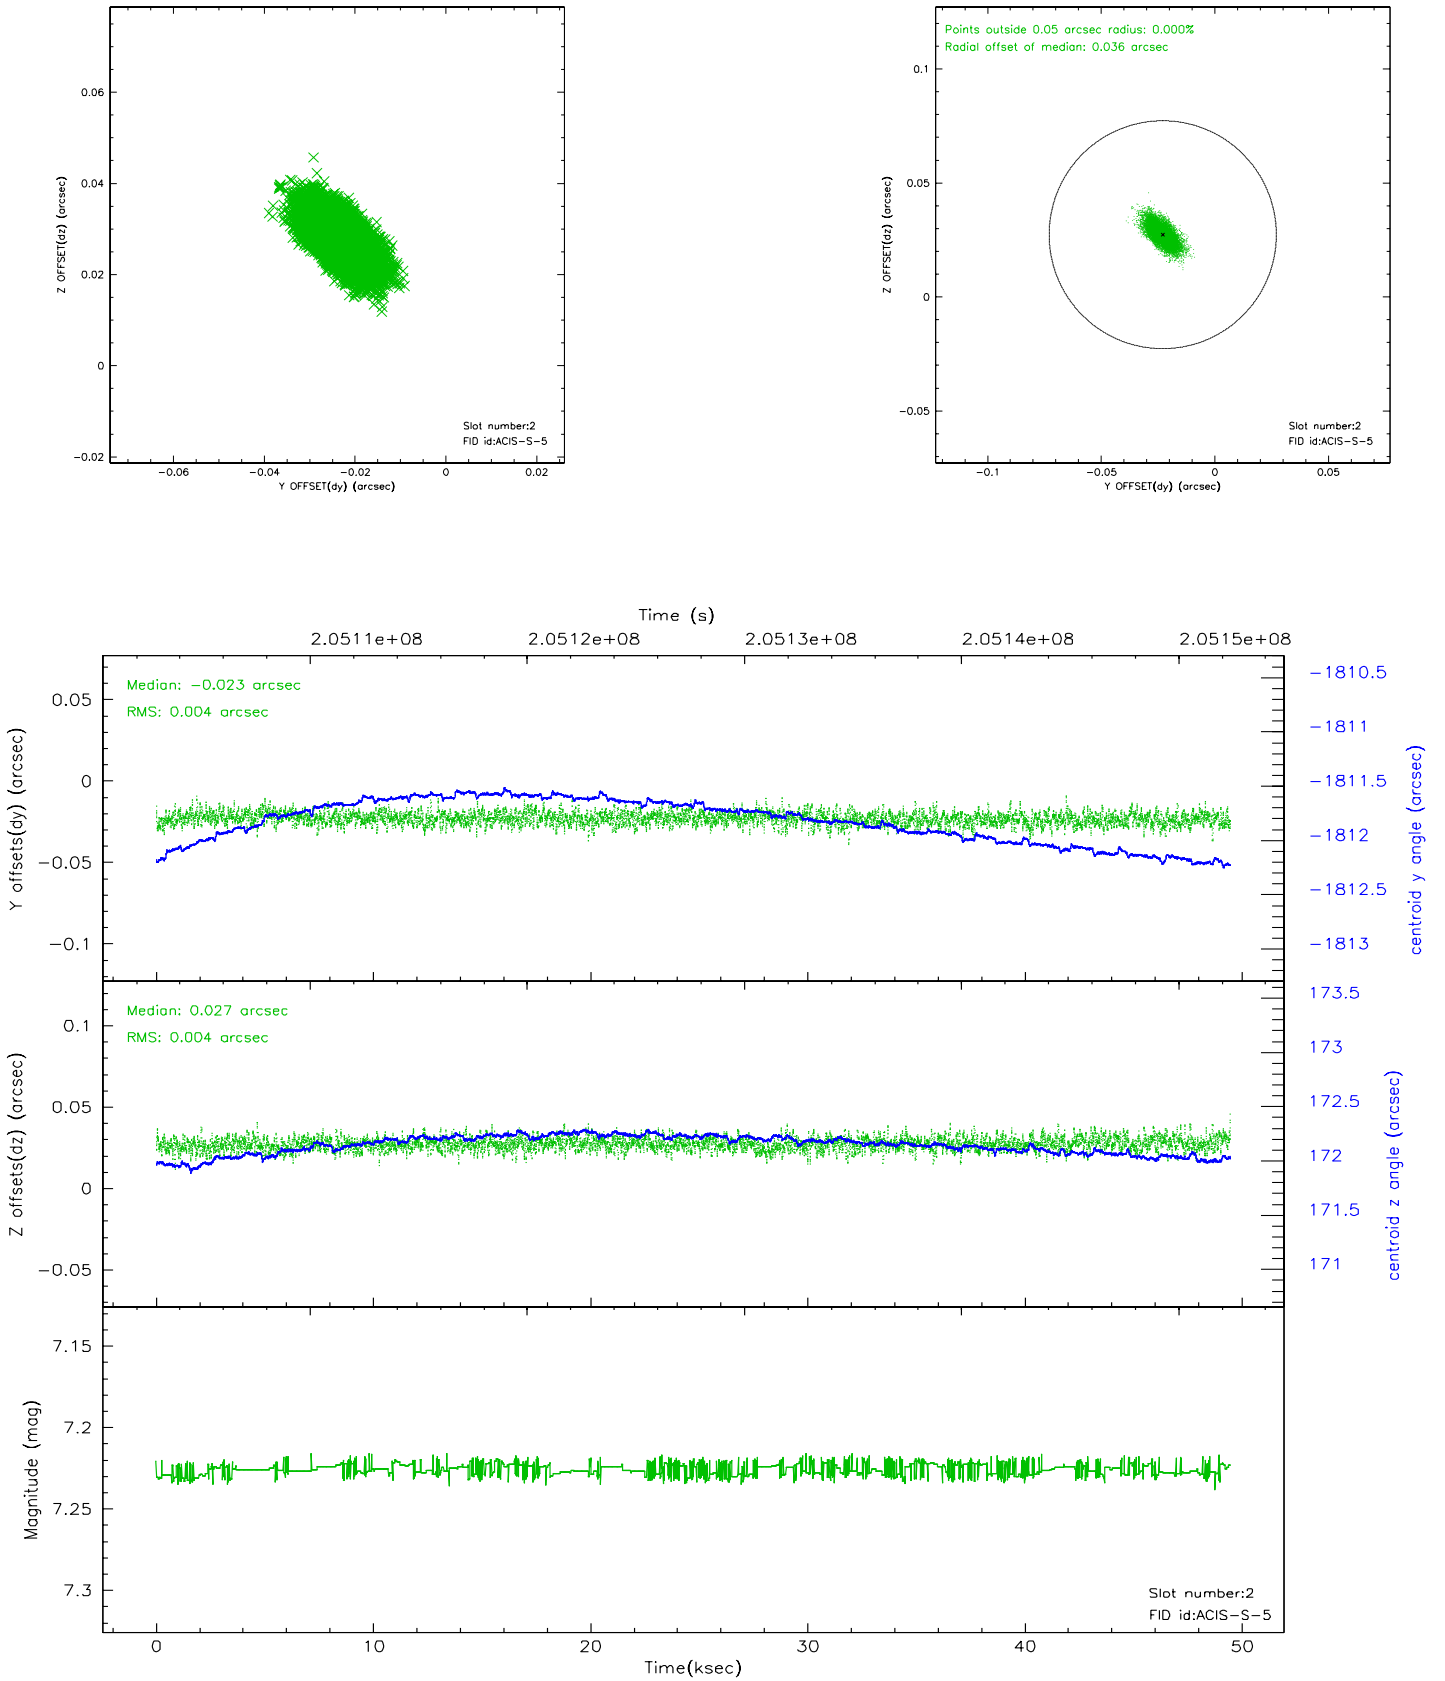 0.06
0.04
0.02
0
-0.02
Z OFFSET(dz) (arcsec)
-0.06
-0.04
-0.02
0
0.02
Y OFFSET(dy) (arcsec)
Slot number:2
FID id:ACIS-S-5
Points outside 0.05 arcsec radius: 0.000%
Radial offset of median: 0.036 arcsec
0.1
0.05
0
-0.05
Z OFFSET(dz) (arcsec)
-0.1
-0.05
0
0.05
Y OFFSET(dy) (arcsec)
Slot number:2
FID id:ACIS-S-5
Time (s)
2.0511e+08
2.0512e+08
2.0513e+08
2.0514e+08
2.0515e+08
Median: -0.023 arcsec
RMS: 0.004 arcsec
0.05
0
-0.05
-0.1
Y offsets(dy) (arcsec)
-1810.5
-1811
-1811.5
-1812
-1812.5
-1813
centroid y angle (arcsec)
Median: 0.027 arcsec
RMS: 0.004 arcsec
0.1
0.05
0
-0.05
Z offsets(dz) (arcsec)
173.5
173
172.5
172
171.5
171
centroid z angle (arcsec)
7.15
7.2
7.25
7.3
Magnitude (mag)
Slot number:2
FID id:ACIS-S-5
0
10
20
30
40
50
Time(ksec)